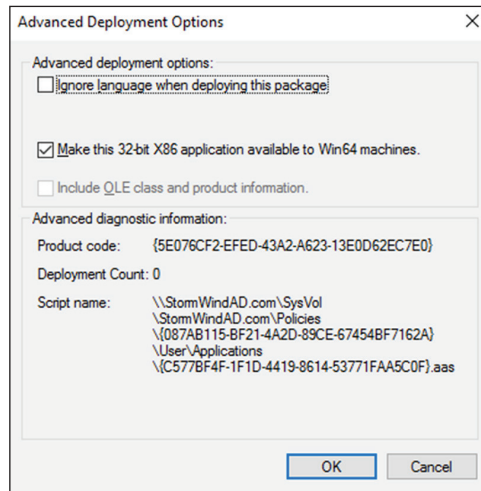 Advanced Deployment Options
Advanced deployment options:
Ignore language when deploying this package
Make this 32-bit X86 application available to Win64 machines.
Include OLE class and product information.
Advanced diagnostic information:
Product code: {5E076CF2-EFED-43A2-A623-13E0D62EC7E0}
Deployment Count: 0
Script name: \\StormWindAD.com\SysVol
\StormWindAD.com\Policies
\{087AB115-BF21-4A2D-89CE-67454BF7162A}
\User\Applications
\{C577BF4F-1F1D-4419-8614-53771FAA5C0F}.aas
OK Cancel